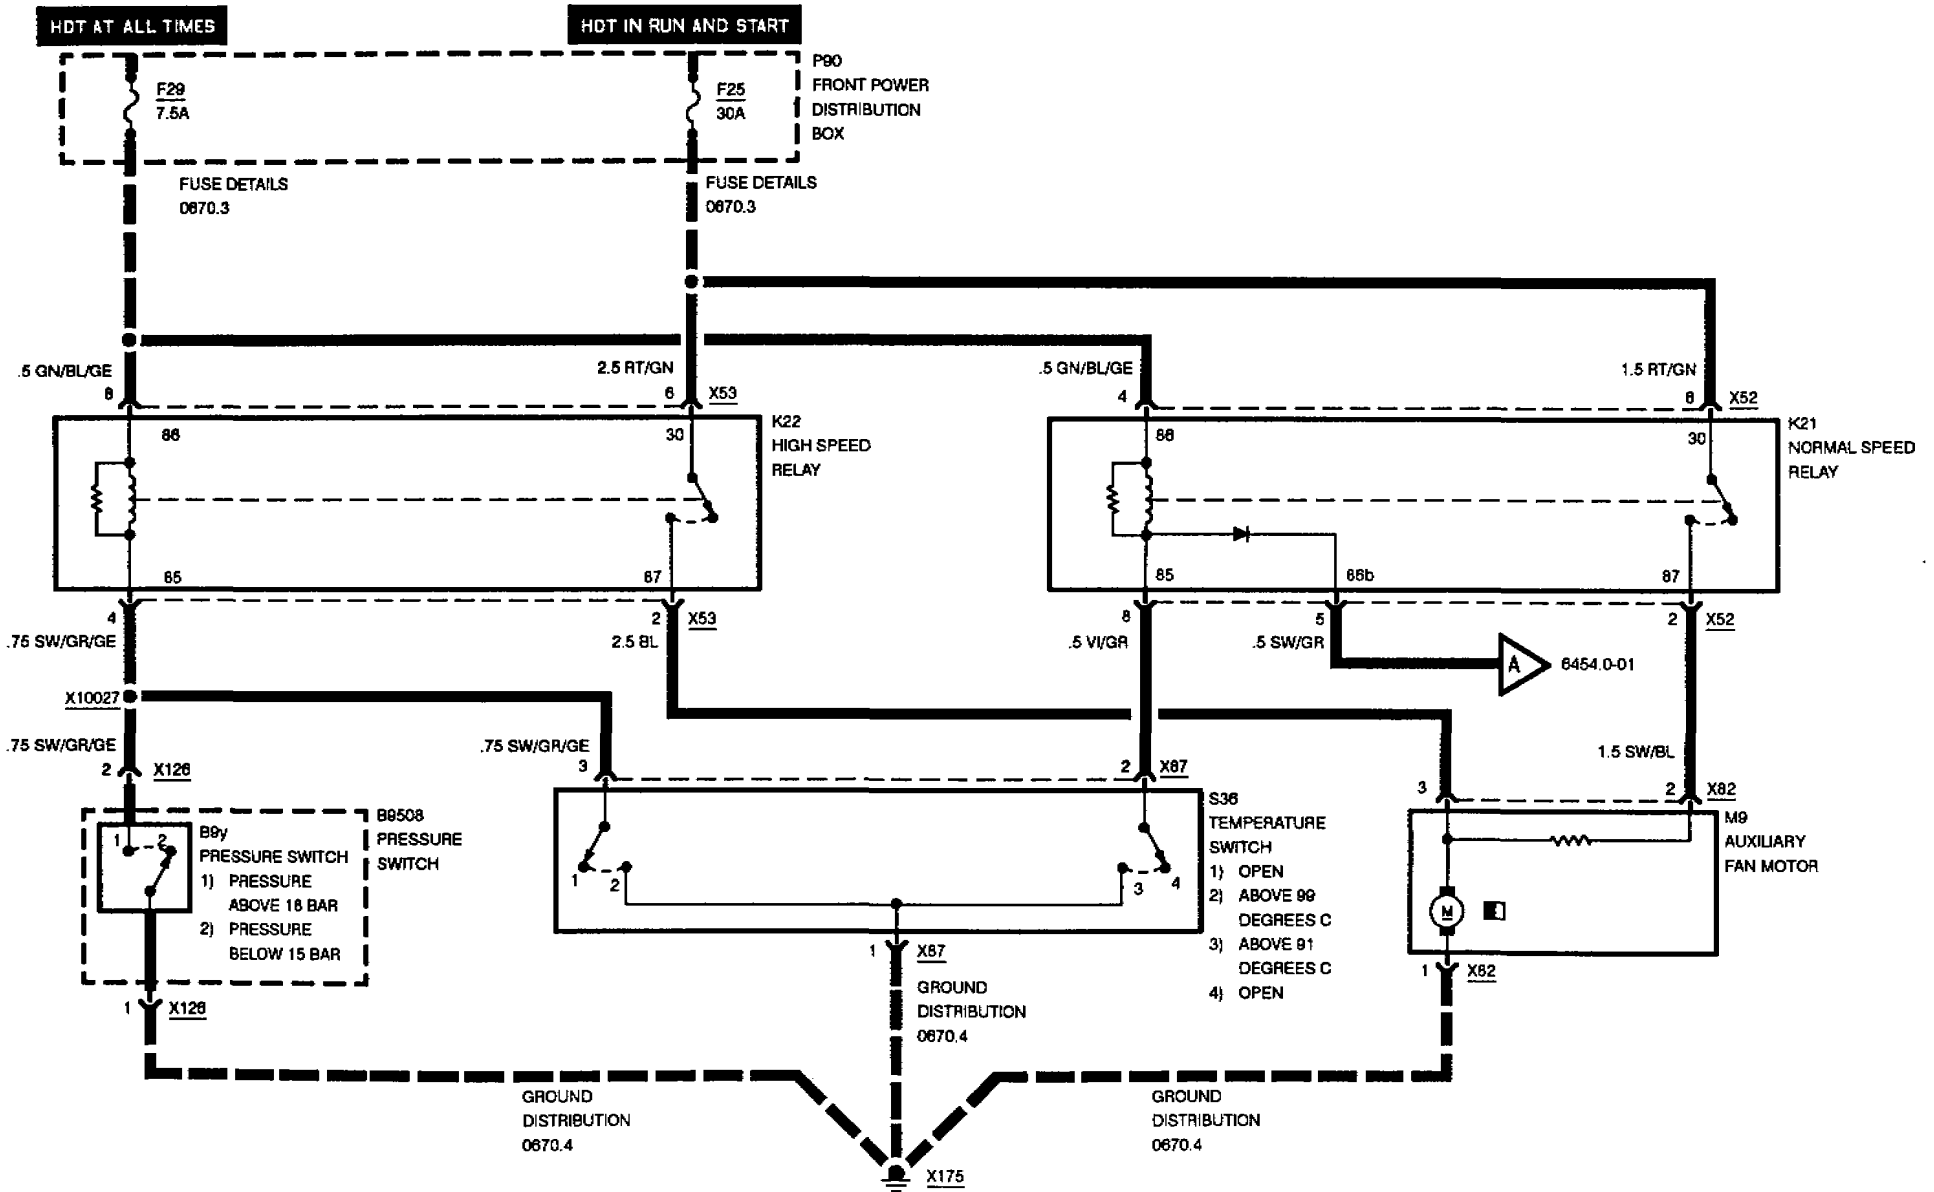 HOT AT ALL TIMES
HOT IN RUN AND START
F29
7.5A
F25
30A
P90
FRONT POWER
DISTRIBUTION
BOX
FUSE DETAILS
0670.3
FUSE DETAILS
0670.3
.5 GN/BL/GE
2.5 RT/GN
.5 GN/BL/GE
1.5 RT/GN
8
6
X53
4
6
X52
86
30
K22
HIGH SPEED
RELAY
86
30
K21
NORMAL SPEED
RELAY
85
87
85
86b
87
4
2
X53
8
5
2
X52
.75 SW/GR/GE
2.5 BL
.5 VI/GR
.5 SW/GR
A
6454.0-01
X10027
.75 SW/GR/GE
.75 SW/GR/GE
1.5 SW/BL
2
X126
3
2
X87
3
2
X82
1
2
B9y
PRESSURE SWITCH
1) PRESSURE
ABOVE 18 BAR
2) PRESSURE
BELOW 15 BAR
B9508
PRESSURE
SWITCH
1
2
3
4
S36
TEMPERATURE
SWITCH
1) OPEN
2) ABOVE 99
DEGREES C
3) ABOVE 91
DEGREES C
4) OPEN
M9
AUXILIARY
FAN MOTOR
M
1
X126
1
X87
1
X82
GROUND
DISTRIBUTION
0670.4
GROUND
DISTRIBUTION
0670.4
GROUND
DISTRIBUTION
0670.4
X175